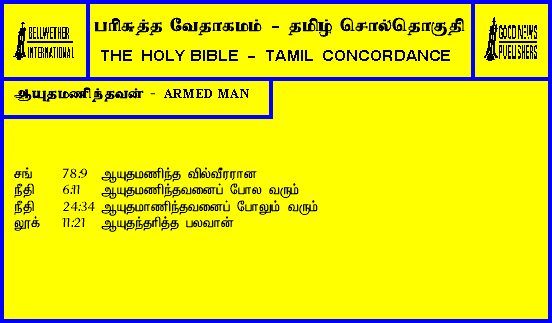 BELLWETHER
INTERNATIONAL
பரிசுத்த வேதாகமம் - தமிழ் சொல்தொகுதி
THE HOLY BIBLE - TAMIL CONCORDANCE
GOOD NEWS
PUBLISHERS
ஆயுதமணிந்தவன் - ARMED MAN
சங் 78:9 ஆயுதமணிந்த வில்வீரரான
நீதி 6:11 ஆயுதமணிந்தவனைப் போல வரும்
நீதி 24:34 ஆயுதமாணிந்தவனைப் போலும் வரும்
லூக் 11:21 ஆயுதந்தரித்த பலவான்